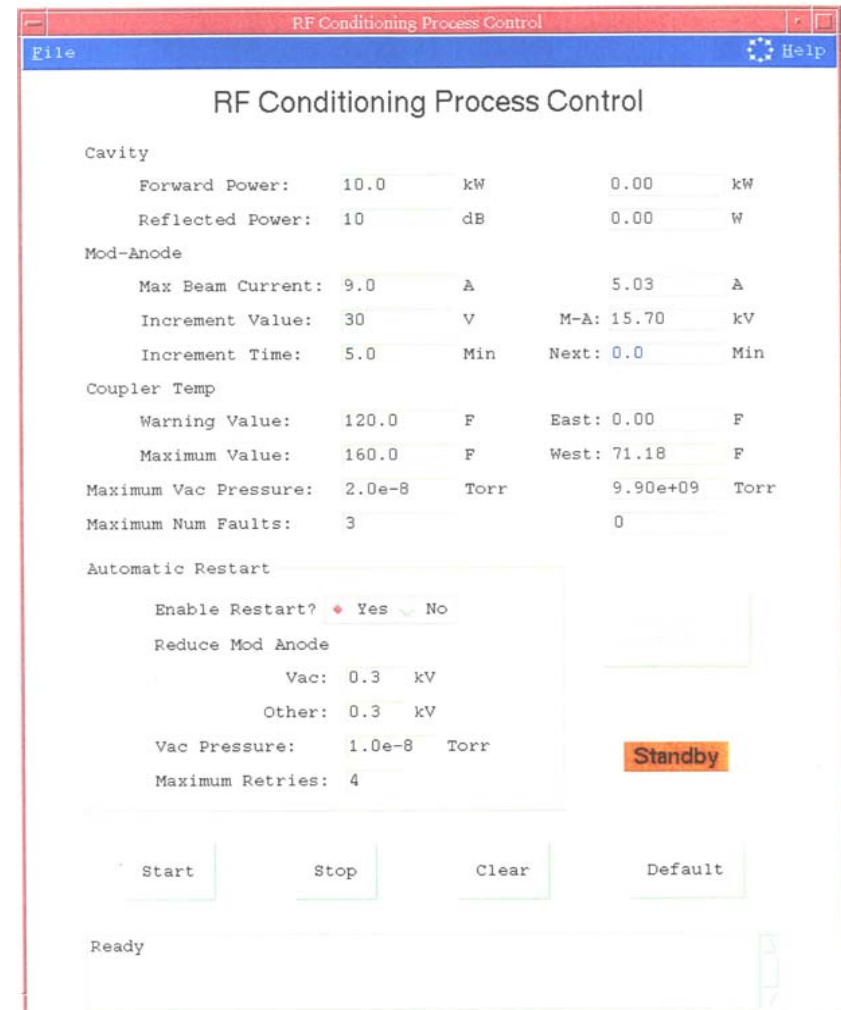 RF Conditioning Process Control
File Help
RF Conditioning Process Control
Cavity
Forward Power: 10.0 kW 0.00 kW
Reflected Power: 10 dB 0.00 W
Mod-Anode
Max Beam Current: 9.0 A 5.03 A
Increment Value: 30 V M-A: 15.70 kV
Increment Time: 5.0 Min Next: 0.0 Min
Coupler Temp
Warning Value: 120.0 F East: 0.00 F
Maximum Value: 160.0 F West: 71.18 F
Maximum Vac Pressure: 2.0e-8 Torr 9.90e+09 Torr
Maximum Num Faults: 3 0
Automatic Restart
Enable Restart? Yes No
Reduce Mod Anode
Vac: 0.3 kV
Other: 0.3 kV
Vac Pressure: 1.0e-8 Torr
Standby
Maximum Retries: 4
Start Stop Clear Default
Ready